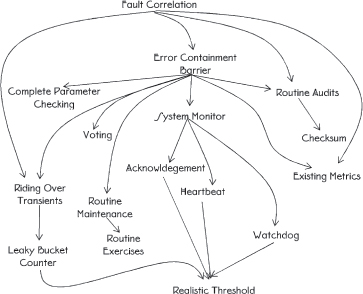 Fault Correlation
Error Containment
Barrier
Complete Parameter
Checking
Routine Audits
Voting
System Monitor
Checksum
Acknowldegement
Existing Metrics
Riding Over
Transients
Routine
Maintenance
Heartbeat
Leaky Bucket
Counter
Routine
Exercises
Watchdog
Realistic Threshold